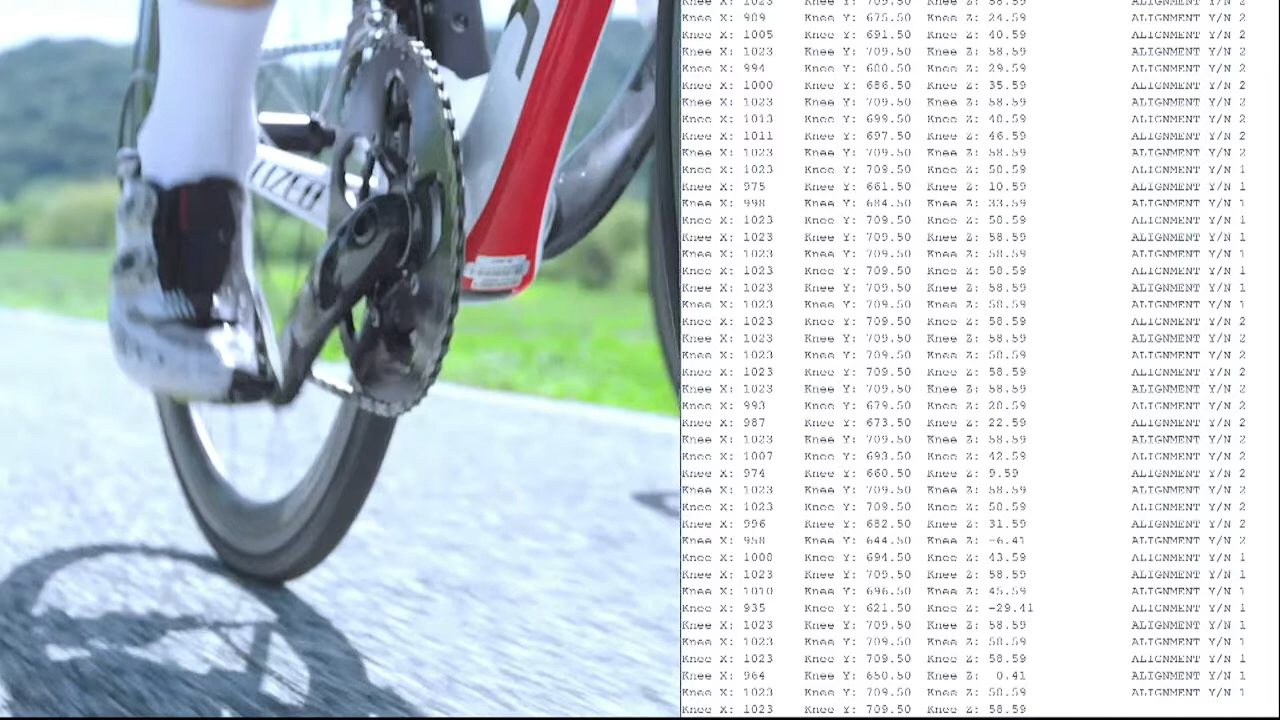 Knee X: 1023 Knee Y: 709.50 Knee Z: 58.59 ALIGNMENT Y/N 2
Knee X: 989 Knee Y: 675.50 Knee Z: 24.59 ALIGNMENT Y/N 2
Knee X: 1005 Knee Y: 691.50 Knee Z: 40.59 ALIGNMENT Y/N 2
Knee X: 1023 Knee Y: 709.50 Knee Z: 58.59 ALIGNMENT Y/N 2
Knee X: 994 Knee Y: 680.50 Knee Z: 29.59 ALIGNMENT Y/N 2
Knee X: 1000 Knee Y: 686.50 Knee Z: 35.59 ALIGNMENT Y/N 2
Knee X: 1023 Knee Y: 709.50 Knee Z: 58.59 ALIGNMENT Y/N 2
Knee X: 1013 Knee Y: 699.50 Knee Z: 48.59 ALIGNMENT Y/N 2
Knee X: 1011 Knee Y: 697.50 Knee Z: 46.59 ALIGNMENT Y/N 2
Knee X: 1023 Knee Y: 709.50 Knee Z: 58.59 ALIGNMENT Y/N 2
Knee X: 1023 Knee Y: 709.50 Knee Z: 58.59 ALIGNMENT Y/N 1
Knee X: 975 Knee Y: 661.50 Knee Z: 10.59 ALIGNMENT Y/N 1
Knee X: 998 Knee Y: 684.50 Knee Z: 33.59 ALIGNMENT Y/N 1
Knee X: 1023 Knee Y: 709.50 Knee Z: 58.59 ALIGNMENT Y/N 1
Knee X: 1023 Knee Y: 709.50 Knee Z: 58.59 ALIGNMENT Y/N 1
Knee X: 1023 Knee Y: 709.50 Knee Z: 58.59 ALIGNMENT Y/N 1
Knee X: 1023 Knee Y: 709.50 Knee Z: 58.59 ALIGNMENT Y/N 1
Knee X: 1023 Knee Y: 709.50 Knee Z: 58.59 ALIGNMENT Y/N 1
Knee X: 1023 Knee Y: 709.50 Knee Z: 58.59 ALIGNMENT Y/N 1
Knee X: 1023 Knee Y: 709.50 Knee Z: 58.59 ALIGNMENT Y/N 2
Knee X: 1023 Knee Y: 709.50 Knee Z: 58.59 ALIGNMENT Y/N 2
Knee X: 1023 Knee Y: 709.50 Knee Z: 58.59 ALIGNMENT Y/N 2
Knee X: 1023 Knee Y: 709.50 Knee Z: 58.59 ALIGNMENT Y/N 2
Knee X: 1023 Knee Y: 709.50 Knee Z: 58.59 ALIGNMENT Y/N 2
Knee X: 993 Knee Y: 679.50 Knee Z: 28.59 ALIGNMENT Y/N 2
Knee X: 987 Knee Y: 673.50 Knee Z: 22.59 ALIGNMENT Y/N 2
Knee X: 1023 Knee Y: 709.50 Knee Z: 58.59 ALIGNMENT Y/N 2
Knee X: 1007 Knee Y: 693.50 Knee Z: 42.59 ALIGNMENT Y/N 2
Knee X: 974 Knee Y: 660.50 Knee Z: 9.59 ALIGNMENT Y/N 2
Knee X: 1023 Knee Y: 709.50 Knee Z: 58.59 ALIGNMENT Y/N 2
Knee X: 1023 Knee Y: 709.50 Knee Z: 58.59 ALIGNMENT Y/N 2
Knee X: 996 Knee Y: 682.50 Knee Z: 31.59 ALIGNMENT Y/N 2
Knee X: 958 Knee Y: 644.50 Knee Z: -6.41 ALIGNMENT Y/N 2
Knee X: 1008 Knee Y: 694.50 Knee Z: 43.59 ALIGNMENT Y/N 1
Knee X: 1023 Knee Y: 709.50 Knee Z: 58.59 ALIGNMENT Y/N 1
Knee X: 1010 Knee Y: 696.50 Knee Z: 45.59 ALIGNMENT Y/N 1
Knee X: 935 Knee Y: 621.50 Knee Z: -29.41 ALIGNMENT Y/N 1
Knee X: 1023 Knee Y: 709.50 Knee Z: 58.59 ALIGNMENT Y/N 1
Knee X: 1023 Knee Y: 709.50 Knee Z: 58.59 ALIGNMENT Y/N 1
Knee X: 1023 Knee Y: 709.50 Knee Z: 58.59 ALIGNMENT Y/N 1
Knee X: 964 Knee Y: 650.50 Knee Z: 0.41 ALIGNMENT Y/N 1
Knee X: 1023 Knee Y: 709.50 Knee Z: 58.59 ALIGNMENT Y/N 1
Knee X: 1023 Knee Y: 709.50 Knee Z: 58.59